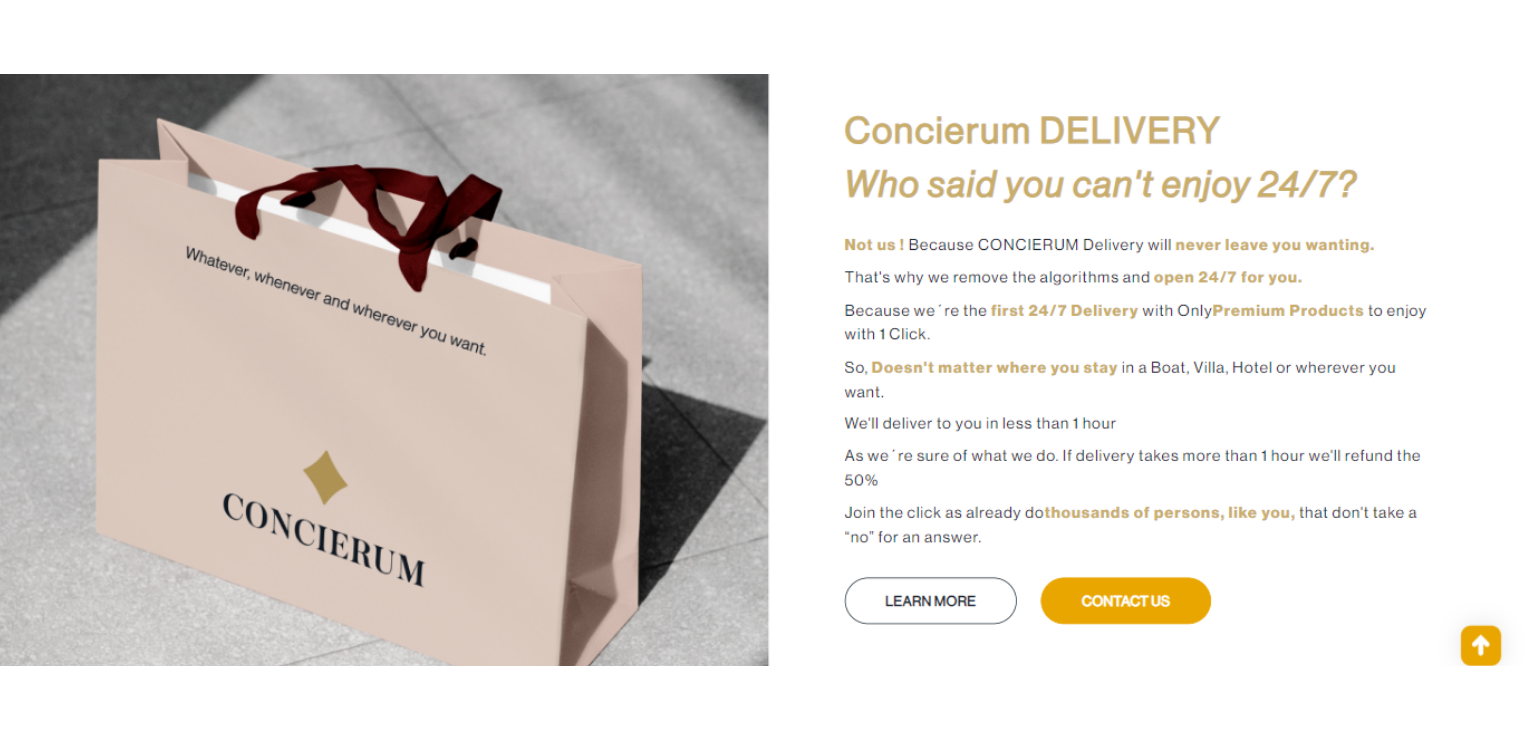 Whatever, whenever and wherever you want.
CONCIERUM
Concierum DELIVERY
Who said you can't enjoy 24/7?
Not us ! Because CONCIERUM Delivery will never leave you wanting.
That's why we remove the algorithms and open 24/7 for you.
Because we´re the first 24/7 Delivery with OnlyPremium Products to enjoy
with 1 Click.
So, Doesn't matter where you stay in a Boat, Villa, Hotel or wherever you
want.
We'll deliver to you in less than 1 hour
As we´re sure of what we do. If delivery takes more than 1 hour we'll refund the
50%
Join the click as already dothousands of persons, like you, that don't take a
“no” for an answer.
LEARN MORE
CONTACT US